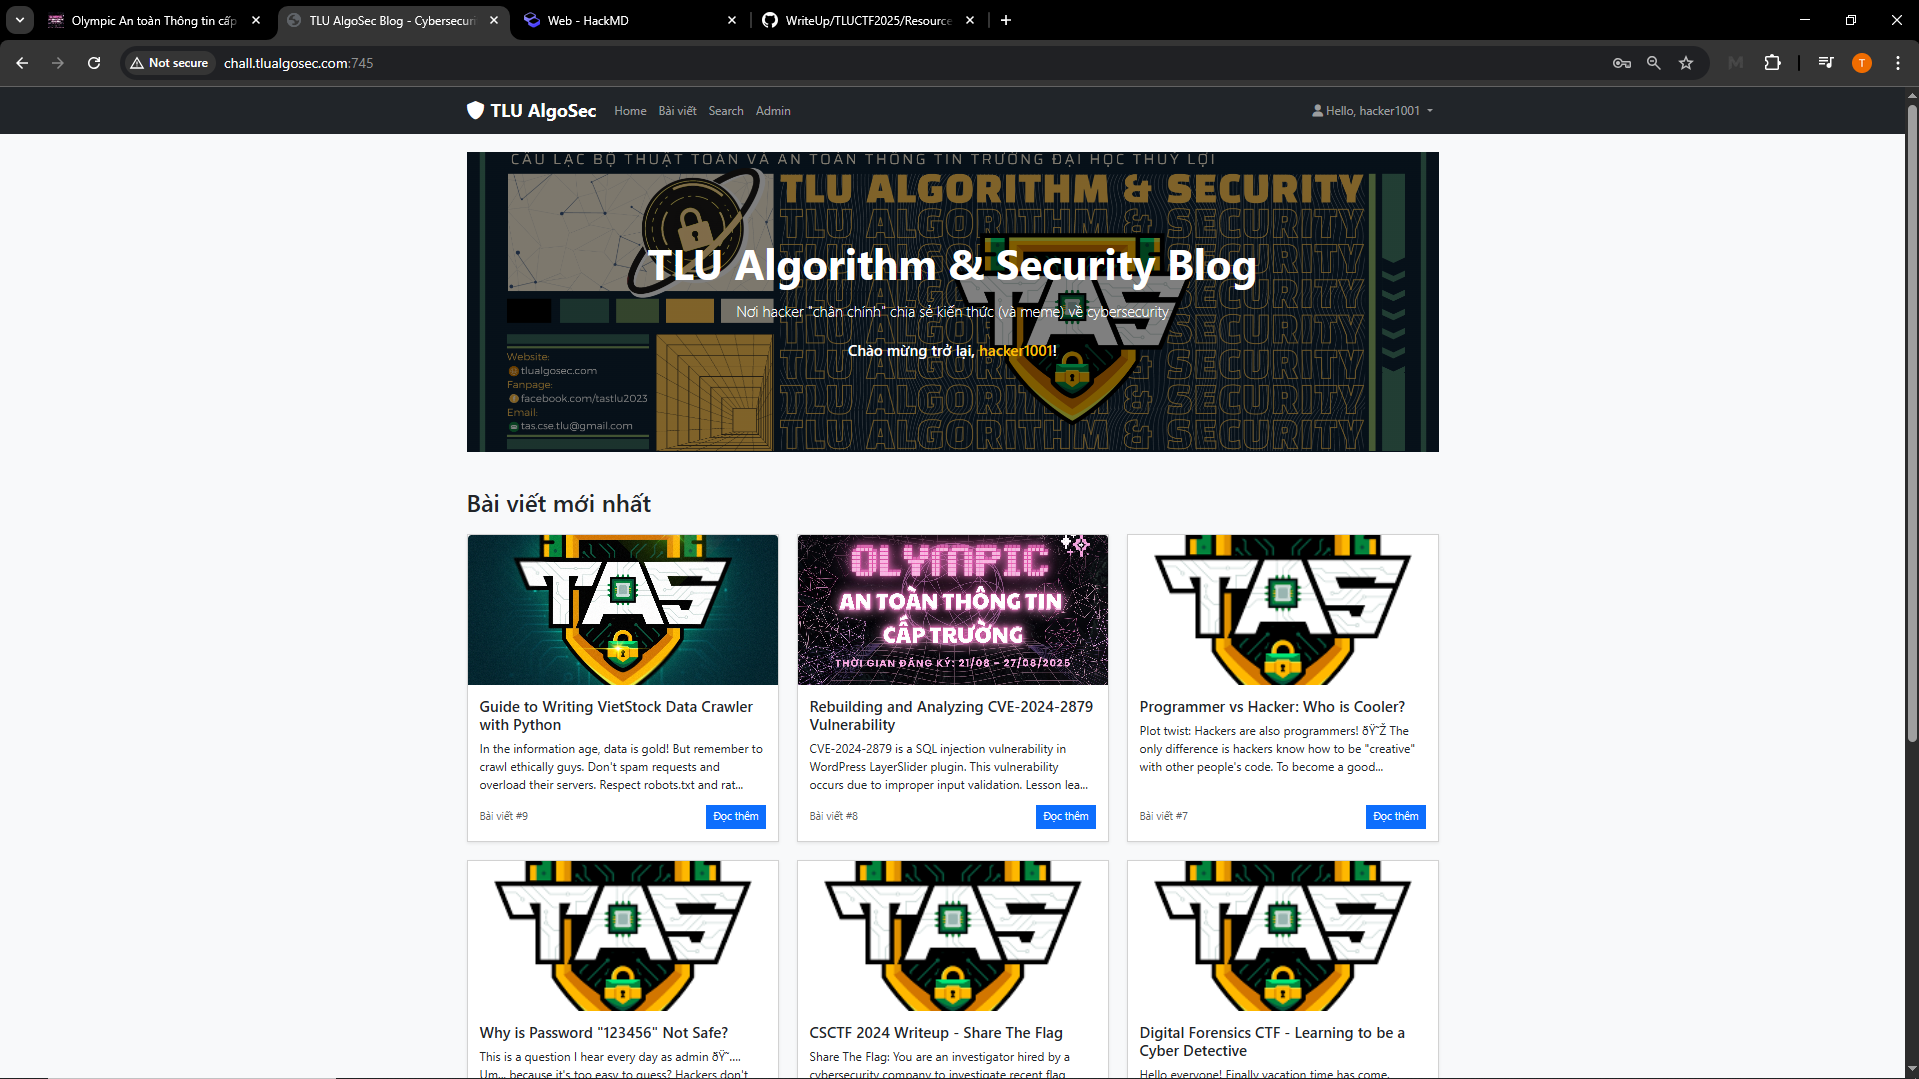 Olympic An toàn Thông tin cấp
TLU AlgoSec Blog - Cybersecuri
Web - HackMD
WriteUp/TLUCTF2025/Resource
Not secure
chall.tlualgosec.com:745
T
TLU AlgoSec
Home
Bài viết
Search
Admin
Hello, hacker1001
CÂU LẠC BỘ THUẬT TOÁN VÀ AN TOÀN THÔNG TIN TRƯỜNG ĐẠI HỌC THUỶ LỢI
TLU ALGORITHM & SECURITY
TLU ALGORITHM & SECURITY
TLU Algorithm & Security Blog
TAS
Nơi hacker "chân chính" chia sẻ kiến thức (và meme) về cybersecurity
Chào mừng trở lại, hacker1001!
Website:
tlualgosec.com
Fanpage:
facebook.com/tastlu2023
Email:
tas.cse.tlu@gmail.com
TLU ALGORITHM & SECURITY
Bài viết mới nhất
TAS
OLYMPIC
AN TOÀN THÔNG TIN
CẤP TRƯỜNG
THỜI GIAN ĐĂNG KÝ: 21/08 - 27/08/2025
TAS
Guide to Writing VietStock Data Crawler
with Python
In the information age, data is gold! But remember to
crawl ethically guys. Don't spam requests and
overload their servers. Respect robots.txt and rat...
Bài viết #9
Đọc thêm
Rebuilding and Analyzing CVE-2024-2879
Vulnerability
CVE-2024-2879 is a SQL injection vulnerability in
WordPress LayerSlider plugin. This vulnerability
occurs due to improper input validation. Lesson lea...
Bài viết #8
Đọc thêm
Programmer vs Hacker: Who is Cooler?
Plot twist: Hackers are also programmers! ðŸ˜Ž The
only difference is hackers know how to be "creative"
with other people's code. To become a good...
Bài viết #7
Đọc thêm
TAS
TAS
TAS
Why is Password "123456" Not Safe?
This is a question I hear every day as admin ðŸ˜....
Um... because it's too easy to guess? Hackers don't
CSCTF 2024 Writeup - Share The Flag
Share The Flag: You are an investigator hired by a
cybersecurity company to investigate recent flag
Digital Forensics CTF - Learning to be a
Cyber Detective
Hello everyone! Finally vacation time has come.